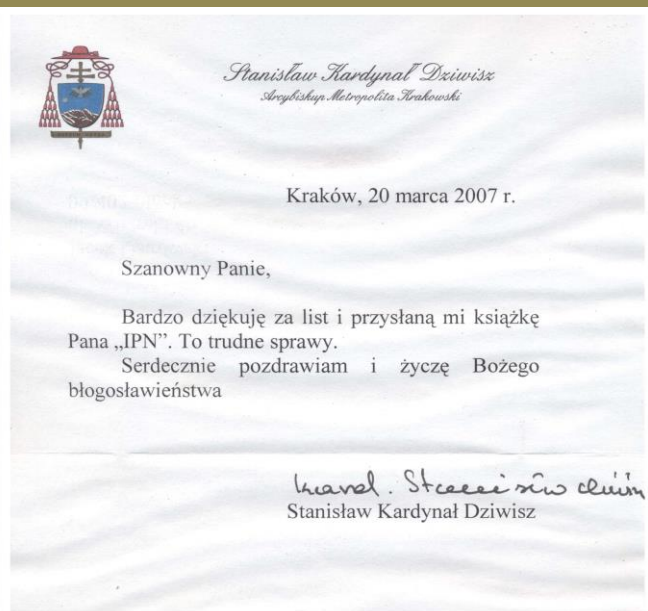 Stanisław Kardynał Dziwisz
Arcybiskup Metropolita Krakowski
Kraków, 20 marca 2007 r.
Szanowny Panie,
Bardzo dziękuję za list i przysłaną mi książkę
Pana „IPN”. To trudne sprawy.
Serdecznie pozdrawiam i życzę Bożego
błogosławieństwa
Stanisław Kardynał Dziwisz